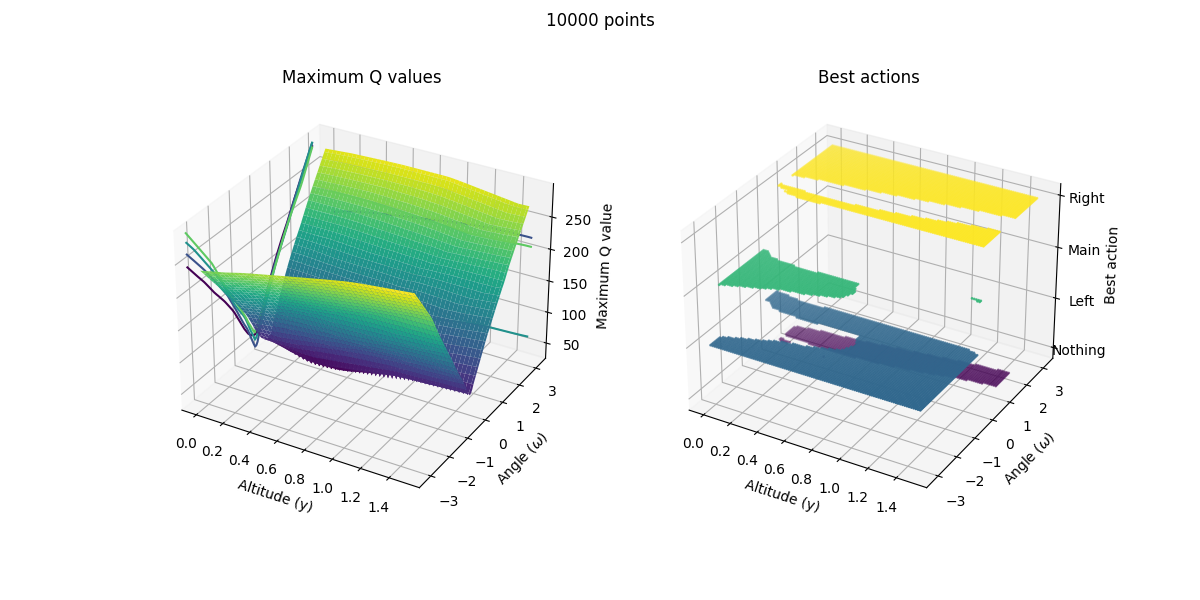 10000 points
Maximum Q values
Best actions
250
200
150
100
50
Maximum Q value
0.0
0.2
0.4
0.6
0.8
1.0
1.2
1.4
Altitude (y)
−3
−2
−1
0
1
2
3
Angle (ω)
Right
Main
Left
Nothing
Best action
0.0
0.2
0.4
0.6
0.8
1.0
1.2
1.4
Altitude (y)
−3
−2
−1
0
1
2
3
Angle (ω)